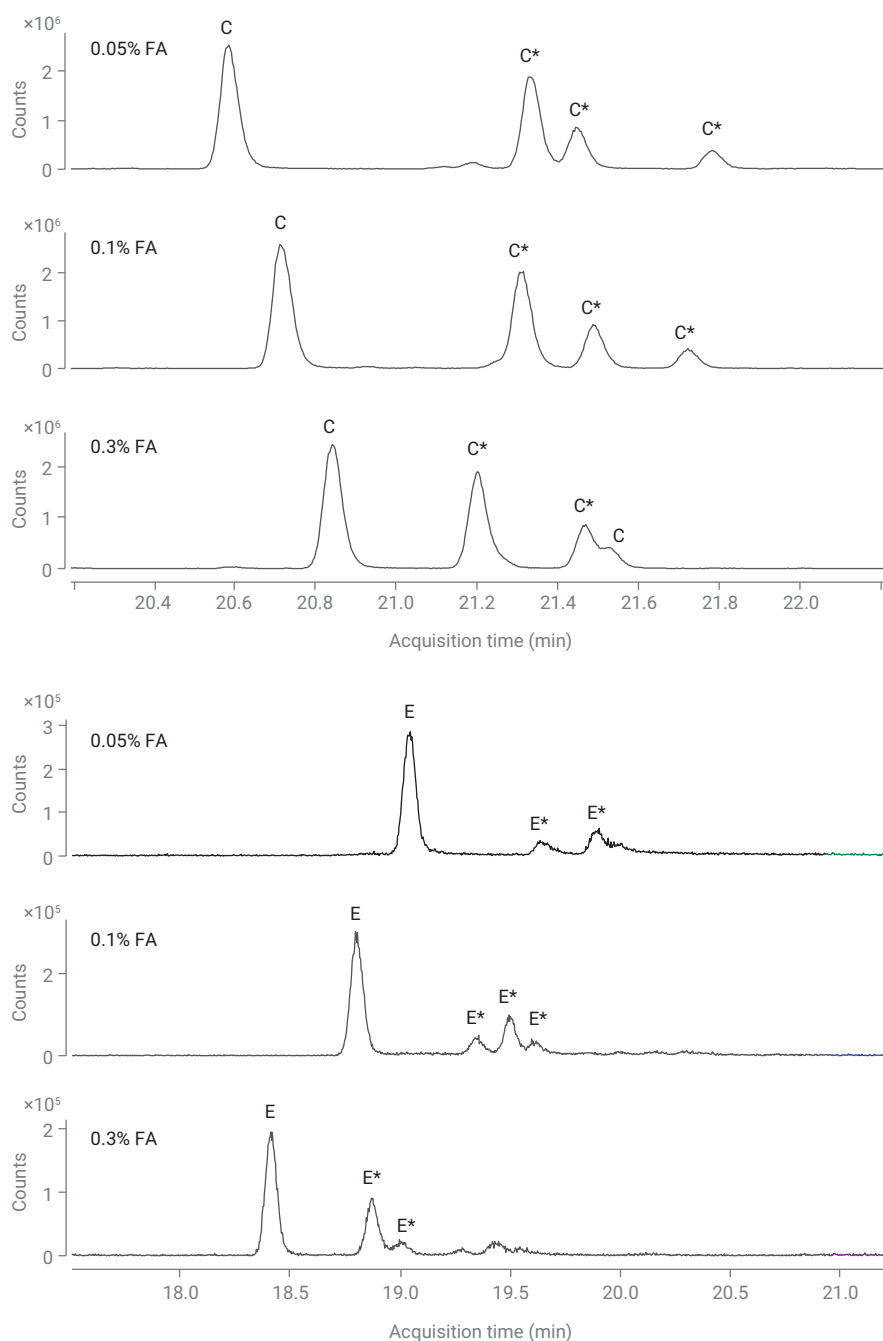 ×10⁶
C
0.05% FA
C*
C*
C*
2
1
0
Counts
×10⁶
C
0.1% FA
C*
C*
C*
2
1
0
Counts
×10⁶
C
0.3% FA
C*
C*
C
2
1
0
Counts
20.4 20.6 20.8 21.0 21.2 21.4 21.6 21.8 22.0
Acquisition time (min)
×10⁵
E
0.05% FA
E*
E*
3
2
1
0
Counts
×10⁵
E
0.1% FA
E*
E*
E*
2
0
Counts
×10⁵
E
0.3% FA
E*
E*
2
1
0
Counts
18.0 18.5 19.0 19.5 20.0 20.5 21.0
Acquisition time (min)